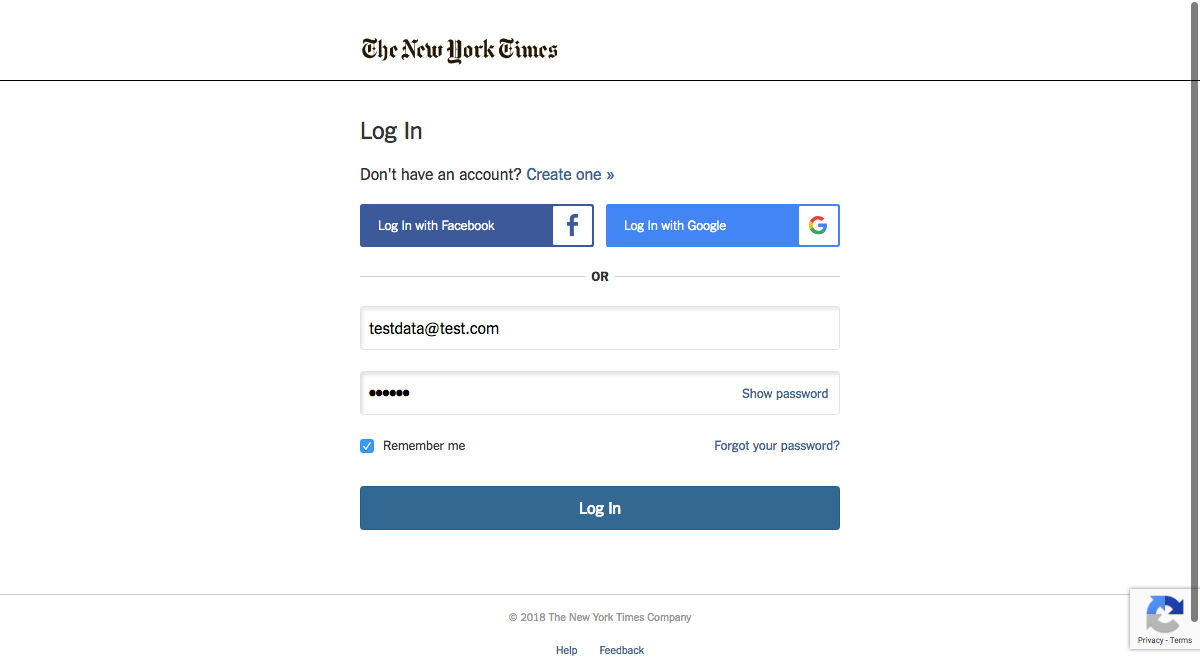 The New York Times
Log In
Don't have an account? Create one »
Log In with Facebook
Log In with Google
OR
testdata@test.com
••••••
Show password
Remember me
Forgot your password?
Log In
© 2018 The New York Times Company
Help
Feedback
Privacy - Terms